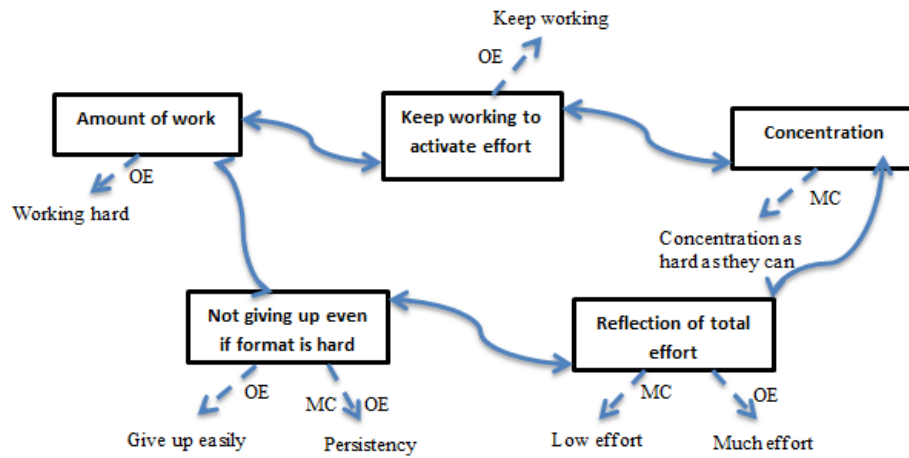 Keep working
OE
Amount of work
Keep working to
activate effort
Concentration
OE
MC
Working hard
Concentration as
hard as they can
Not giving up even
if format is hard
Reflection of total
effort
OE
MC
OE
MC
OE
Give up easily
Persistency
Low effort
Much effort